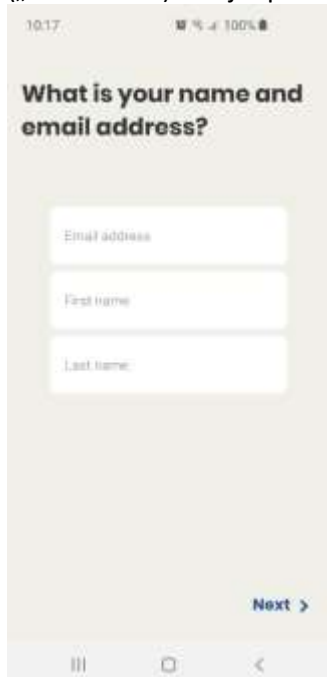 10.17 100%
What is your name and
email address?
Email address
First name
Last name
Next >